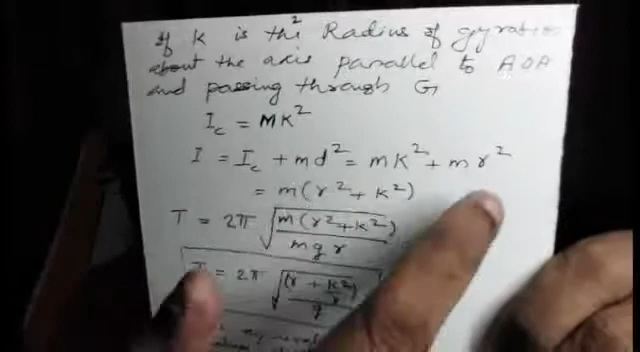 If K is the² Radius of gyration
about the axis parallel to AOA
and passing through G
I_c = MK²
I = I_c + md² = mK² + mr²
= m(r² + K²)
T = 2π √(m(r²+K²)/mgr)
T = 2π √((r + K²/r)/g)